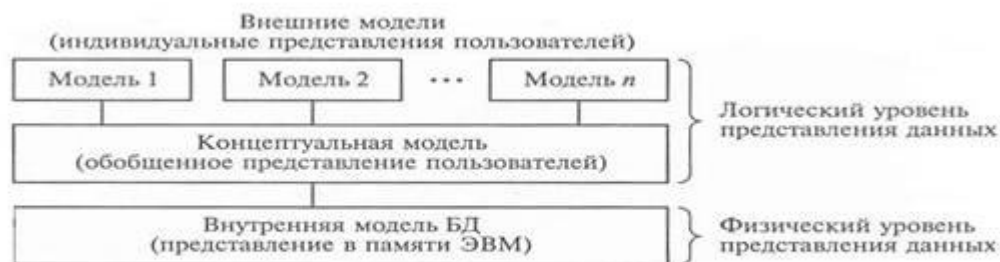 Внешние модели
(индивидуальные представления пользователей)
Модель 1
Модель 2
...
Модель n
Логический уровень
представления данных
Концептуальная модель
(обобщенное представление пользователей)
Внутренняя модель БД
(представление в памяти ЭВМ)
Физический уровень
представления данных